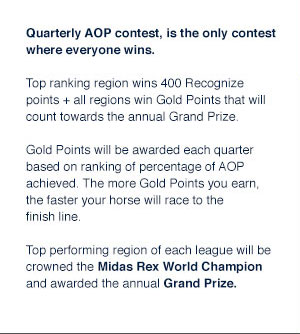 Quarterly AOP contest, is the only contest
where everyone wins.
Top ranking region wins 400 Recognize
points + all regions win Gold Points that will
count towards the annual Grand Prize.
Gold Points will be awarded each quarter
based on ranking of percentage of AOP
achieved. The more Gold Points you earn,
the faster your horse will race to the
finish line.
Top performing region of each league will be
crowned the Midas Rex World Champion
and awarded the annual Grand Prize.